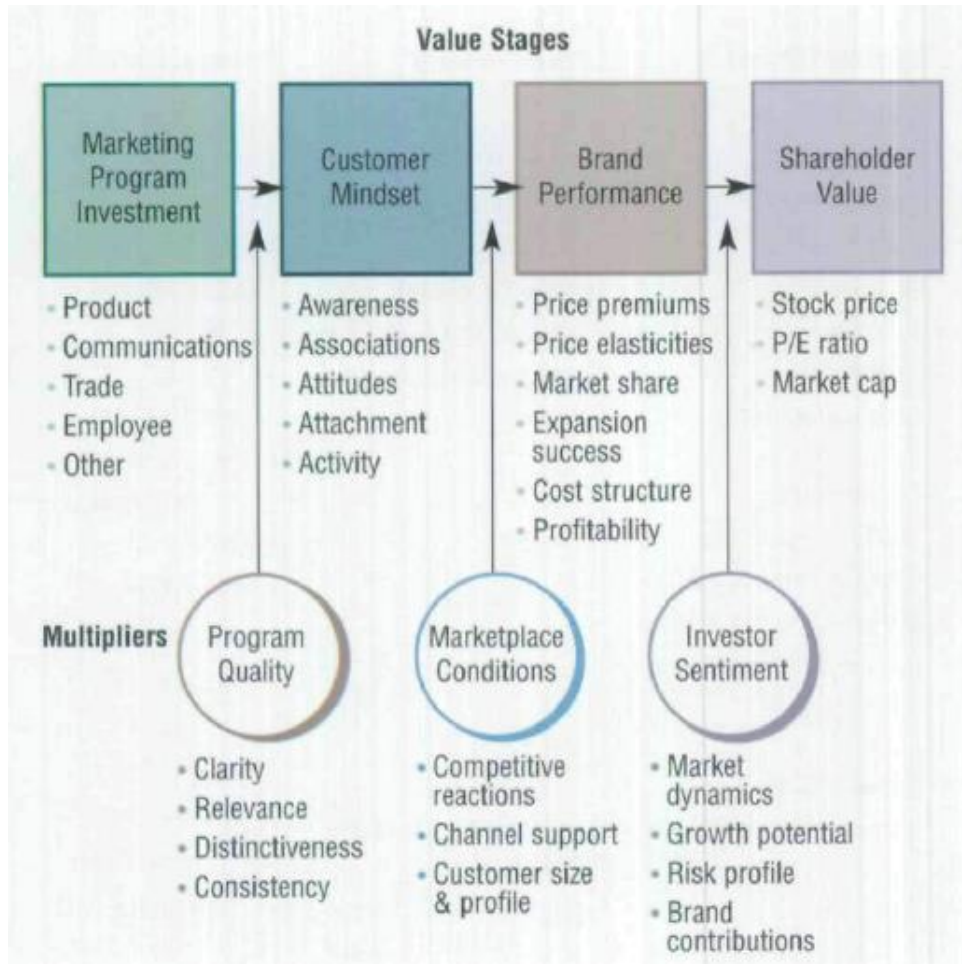 Value Stages
Marketing
Program
Investment
Customer
Mindset
Brand
Performance
Shareholder
Value
• Product
• Communications
• Trade
• Employee
• Other
• Awareness
• Associations
• Attitudes
• Attachment
• Activity
• Price premiums
• Price elasticities
• Market share
• Expansion
success
• Cost structure
• Profitability
• Stock price
• P/E ratio
• Market cap
Multipliers
Program
Quality
Marketplace
Conditions
Investor
Sentiment
• Clarity
• Relevance
• Distinctiveness
• Consistency
• Competitive
reactions
• Channel support
• Customer size
& profile
• Market
dynamics
• Growth potential
• Risk profile
• Brand
contributions